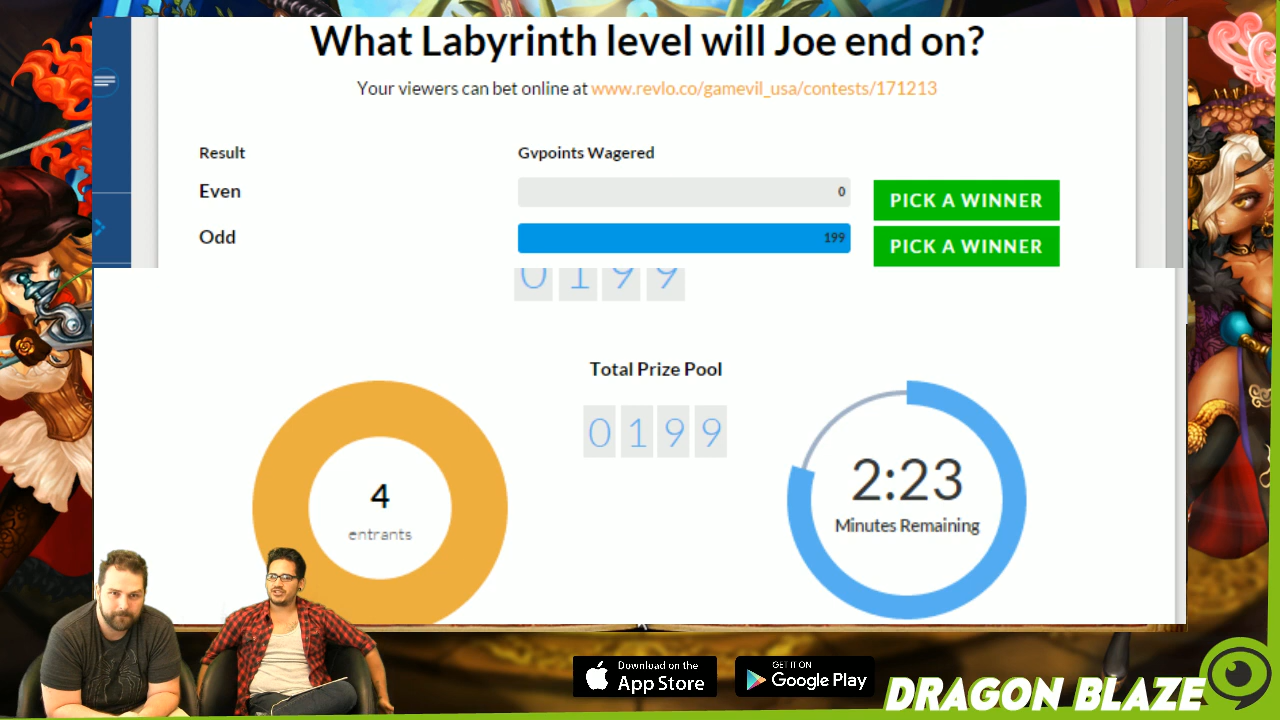 What Labyrinth level will Joe end on?
Your viewers can bet online at www.revlo.co/gamevil_usa/contests/171213
Result Gvpoints Wagered
Even 0 PICK A WINNER
Odd 199 PICK A WINNER
0199
Total Prize Pool
0199
4
entrants
2:23
Minutes Remaining
Download on the
App Store
GET IT ON
Google Play
DRAGON BLAZE